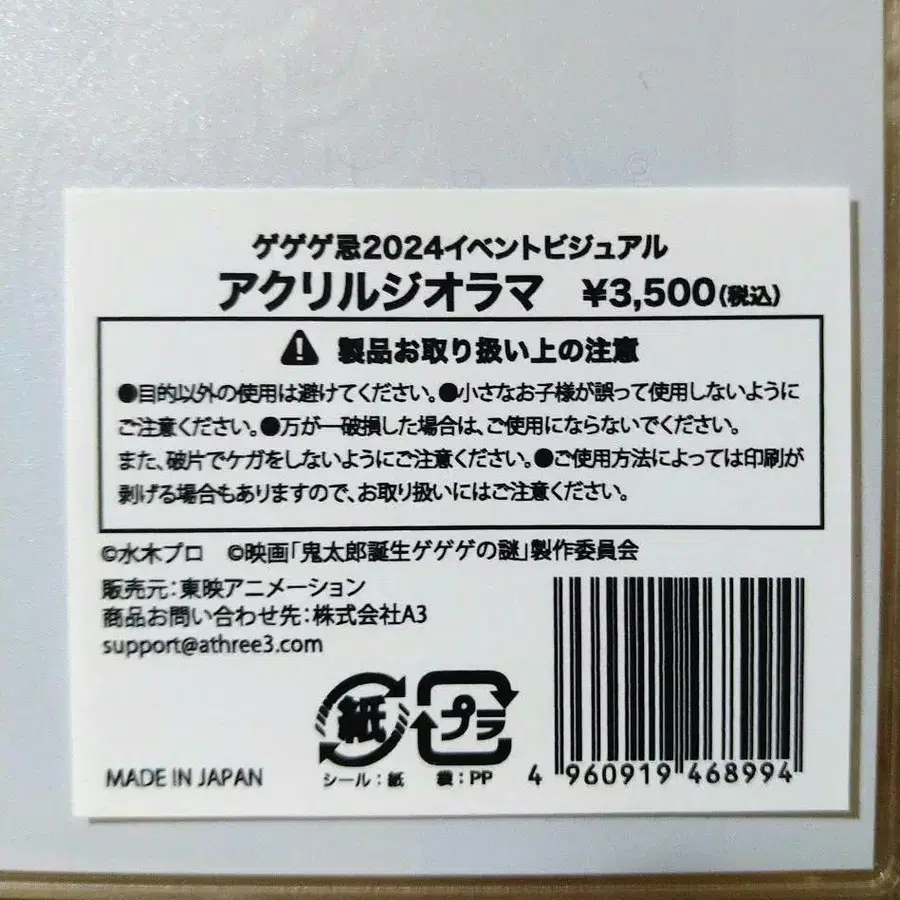 ゲゲゲ忌2024イベントビジュアル
アクリルジオラマ ¥3,500(税込)
製品お取り扱い上の注意
●目的以外の使用は避けてください。●小さなお子様が誤って使用しないように
ご注意ください。●万が一破損した場合は、ご使用にならないでください。
また、破片でケガをしないようにご注意ください。●ご使用方法によっては印刷が
剥げる場合もありますので、お取り扱いにはご注意ください。
©水木プロ ©映画「鬼太郎誕生ゲゲゲの謎」製作委員会
販売元：東映アニメーション
商品お問い合わせ先：株式会社A3
support@athree3.com
紙 プラ
MADE IN JAPAN シール：紙 袋：PP 4 960919 468994